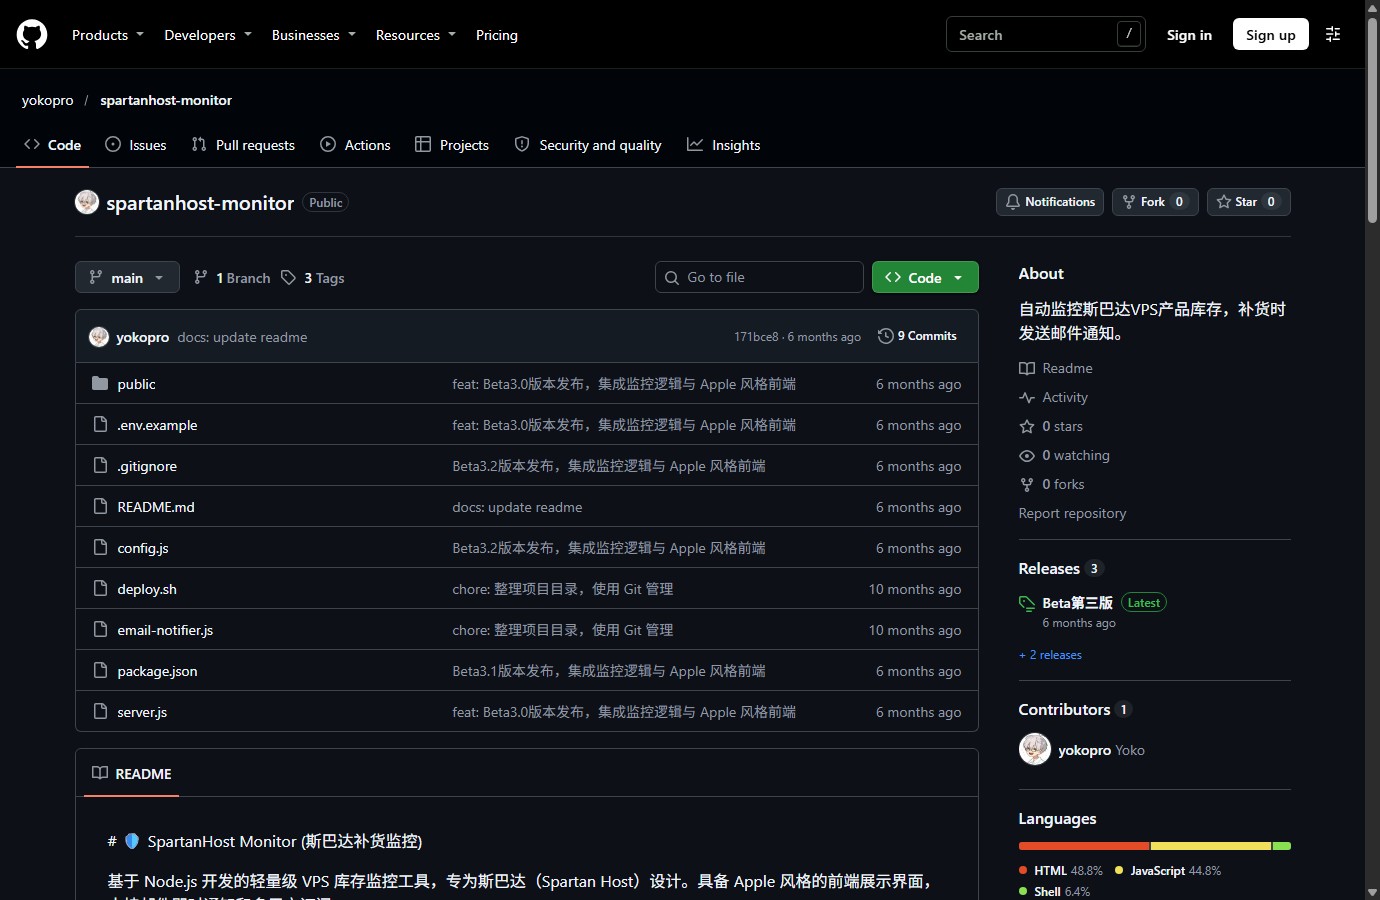 Products Developers Businesses Resources Pricing Search / Sign in Sign up
yokopro / spartanhost-monitor
Code Issues Pull requests Actions Projects Security and quality Insights
spartanhost-monitor Public Notifications Fork 0 Star 0
main 1 Branch 3 Tags Go to file Code
yokopro docs: update readme 171bce8 · 6 months ago 9 Commits
public feat: Beta3.0版本发布，集成监控逻辑与 Apple 风格前端 6 months ago
.env.example feat: Beta3.0版本发布，集成监控逻辑与 Apple 风格前端 6 months ago
.gitignore Beta3.2版本发布，集成监控逻辑与 Apple 风格前端 6 months ago
README.md docs: update readme 6 months ago
config.js Beta3.2版本发布，集成监控逻辑与 Apple 风格前端 6 months ago
deploy.sh chore: 整理项目目录，使用 Git 管理 10 months ago
email-notifier.js chore: 整理项目目录，使用 Git 管理 10 months ago
package.json Beta3.1版本发布，集成监控逻辑与 Apple 风格前端 6 months ago
server.js feat: Beta3.0版本发布，集成监控逻辑与 Apple 风格前端 6 months ago
README
# SpartanHost Monitor (斯巴达补货监控)
基于 Node.js 开发的轻量级 VPS 库存监控工具，专为斯巴达（Spartan Host）设计。具备 Apple 风格的前端展示界面，
About
自动监控斯巴达VPS产品库存，补货时
发送邮件通知。
Readme
Activity
0 stars
0 watching
0 forks
Report repository
Releases 3
Beta第三版 Latest
6 months ago
+ 2 releases
Contributors 1
yokopro Yoko
Languages
HTML 48.8% JavaScript 44.8%
Shell 6.4%